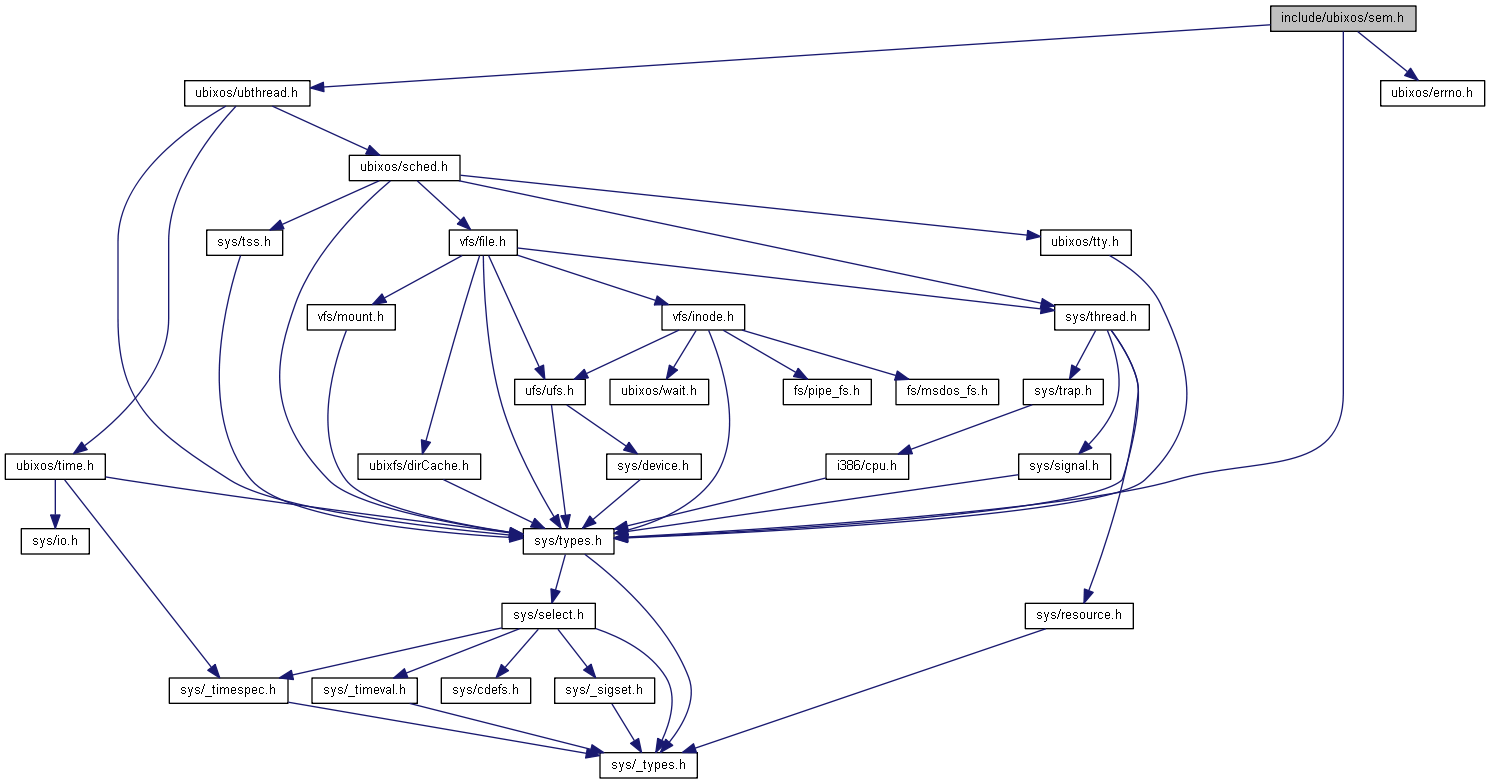 include/ubixos/sem.h
ubixos/ubthread.h
ubixos/errno.h
ubixos/sched.h
sys/tss.h
vfs/file.h
ubixos/tty.h
vfs/mount.h
vfs/inode.h
sys/thread.h
ufs/ufs.h
ubixos/wait.h
fs/pipe_fs.h
fs/msdos_fs.h
sys/trap.h
ubixos/time.h
ubixfs/dirCache.h
sys/device.h
i386/cpu.h
sys/signal.h
sys/io.h
sys/types.h
sys/select.h
sys/resource.h
sys/_timespec.h
sys/_timeval.h
sys/cdefs.h
sys/_sigset.h
sys/_types.h